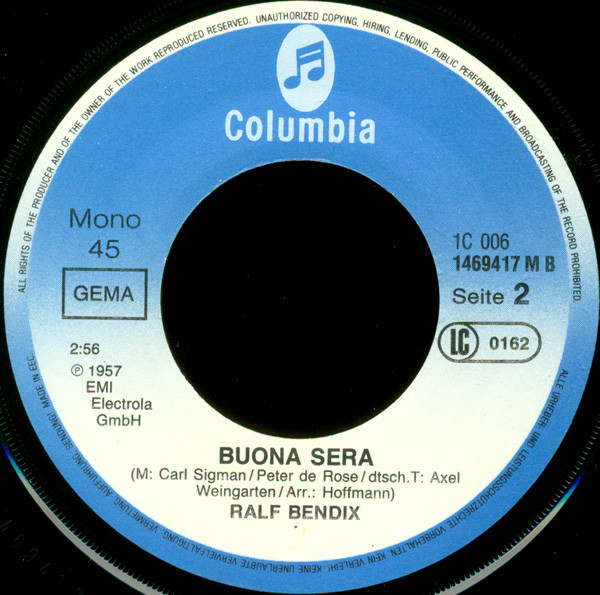 ALL RIGHTS OF THE PRODUCER AND OF THE OWNER OF THE WORK REPRODUCED RESERVED. UNAUTHORIZED COPYING, HIRING, LENDING, PUBLIC PERFORMANCE AND BROADCASTING OF THE RECORD PROHIBITED.
Columbia
Mono
45
GEMA
1C 006
1469417 M B
Seite 2
LC 0162
2:56
℗ 1957
EMI
Electrola
GmbH
BUONA SERA
(M: Carl Sigman/Peter de Rose/dtsch.T: Axel
Weingarten/Arr.: Hoffmann)
RALF BENDIX
ALLE URHEBER- UND LEISTUNGSSCHUTZRECHTE VORBEHALTEN. KEIN VERLEIH! KEINE UNERLAUBTE VERVIELFÄLTIGUNG, VERMIETUNG, AUFFÜHRUNG, SENDUNG! MADE IN EEC.